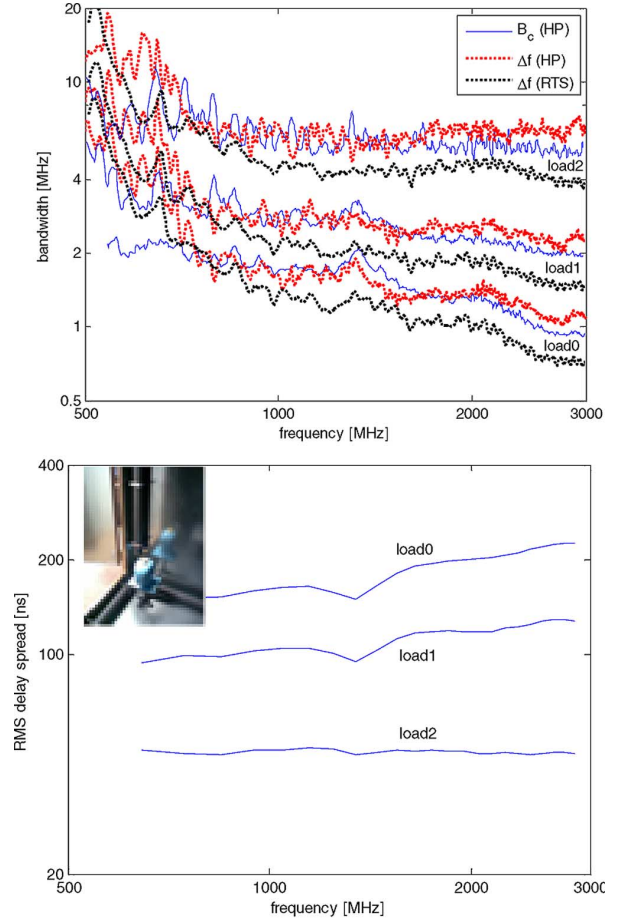 20
10
4
2
1
0.5
bandwidth [MHz]
B_c (HP)
Δf (HP)
Δf (RTS)
load2
load1
load0
500
1000
2000
3000
frequency [MHz]
400
200
100
20
RMS delay spread [ns]
load0
load1
load2
500
1000
2000
3000
frequency [MHz]